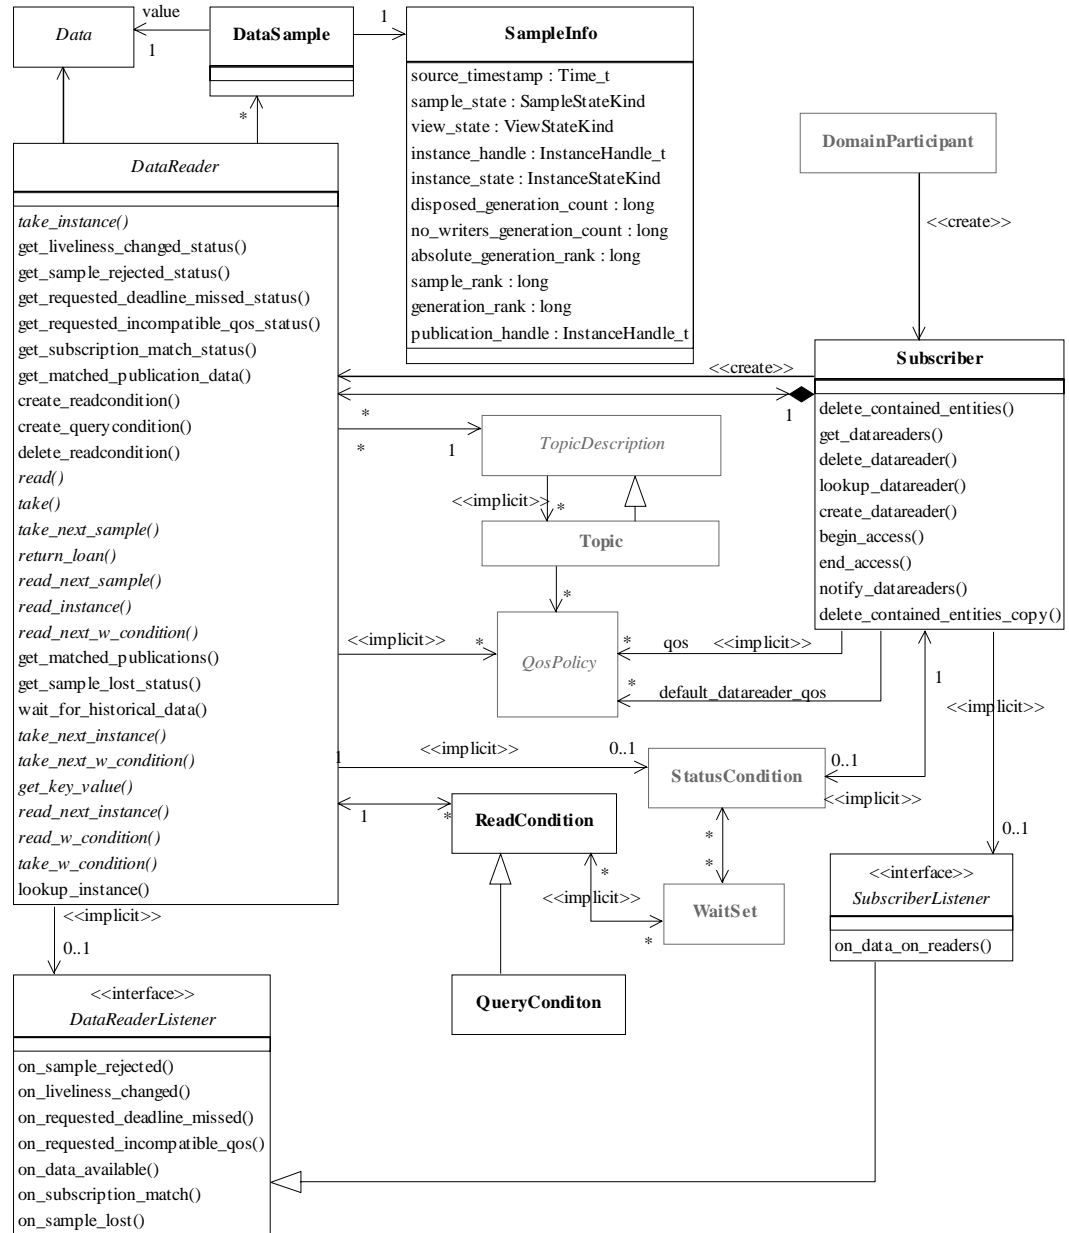 Data
value
1
DataSample
*
1
SampleInfo
source_timestamp : Time_t
sample_state : SampleStateKind
view_state : ViewStateKind
instance_handle : InstanceHandle_t
instance_state : InstanceStateKind
disposed_generation_count : long
no_writers_generation_count : long
absolute_generation_rank : long
sample_rank : long
generation_rank : long
publication_handle : InstanceHandle_t
DomainParticipant
<<create>>
DataReader
take_instance()
get_liveliness_changed_status()
get_sample_rejected_status()
get_requested_deadline_missed_status()
get_requested_incompatible_qos_status()
get_subscription_match_status()
get_matched_publication_data()
create_readcondition()
create_querycondition()
delete_readcondition()
read()
take()
take_next_sample()
return_loan()
read_next_sample()
read_instance()
read_next_w_condition()
get_matched_publications()
get_sample_lost_status()
wait_for_historical_data()
take_next_instance()
take_next_w_condition()
get_key_value()
read_next_instance()
read_w_condition()
take_w_condition()
lookup_instance()
<<create>>
*
1
*
1
Subscriber
delete_contained_entities()
get_datareaders()
delete_datareader()
lookup_datareader()
create_datareader()
begin_access()
end_access()
notify_datareaders()
delete_contained_entities_copy()
TopicDescription
<<implicit>>
*
Topic
*
<<implicit>>
*
QosPolicy
*
qos
<<implicit>>
*
default_datareader_qos
1
<<implicit>>
<<implicit>>
0..1
1
StatusCondition
0..1
<<implicit>>
1
*
ReadCondition
*
*
*
<<implicit>>
*
WaitSet
0..1
<<interface>>
SubscriberListener
on_data_on_readers()
QueryConditon
<<implicit>>
0..1
<<interface>>
DataReaderListener
on_sample_rejected()
on_liveliness_changed()
on_requested_deadline_missed()
on_requested_incompatible_qos()
on_data_available()
on_subscription_match()
on_sample_lost()